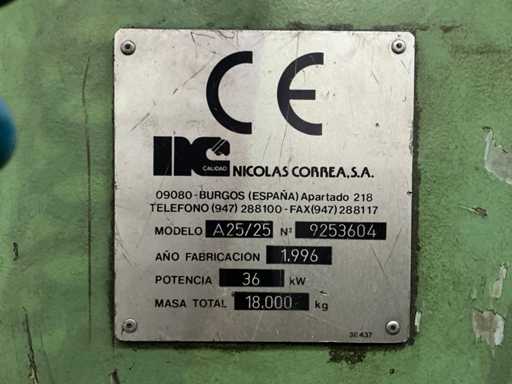 CE
NC
CALIDAD
NICOLAS CORREA, S.A.
09080-BURGOS (ESPAÑA) Apartado 218
TELEFONO (947) 288100-FAX(947) 288117
MODELO A25/25 Nº 9253604
AÑO FABRICACION 1.996
POTENCIA 36 kW
MASA TOTAL 18.000 kg